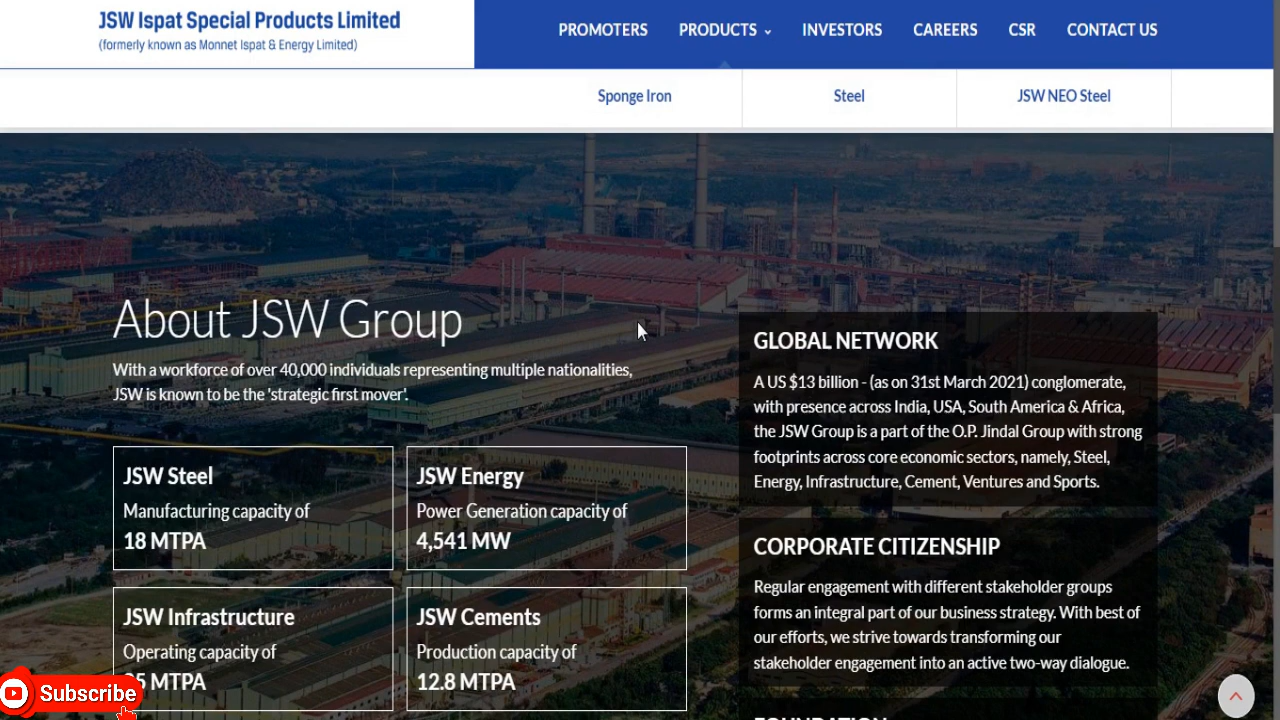 JSW Ispat Special Products Limited
(formerly known as Monnet Ispat & Energy Limited)
PROMOTERS PRODUCTS INVESTORS CAREERS CSR CONTACT US
Sponge Iron Steel JSW NEO Steel
About JSW Group
With a workforce of over 40,000 individuals representing multiple nationalities,
JSW is known to be the 'strategic first mover'.
JSW Steel
Manufacturing capacity of
18 MTPA
JSW Energy
Power Generation capacity of
4,541 MW
JSW Infrastructure
Operating capacity of
MTPA
JSW Cements
Production capacity of
12.8 MTPA
GLOBAL NETWORK
A US $13 billion - (as on 31st March 2021) conglomerate,
with presence across India, USA, South America & Africa,
the JSW Group is a part of the O.P. Jindal Group with strong
footprints across core economic sectors, namely, Steel,
Energy, Infrastructure, Cement, Ventures and Sports.
CORPORATE CITIZENSHIP
Regular engagement with different stakeholder groups
forms an integral part of our business strategy. With best of
our efforts, we strive towards transforming our
stakeholder engagement into an active two-way dialogue.
Subscribe